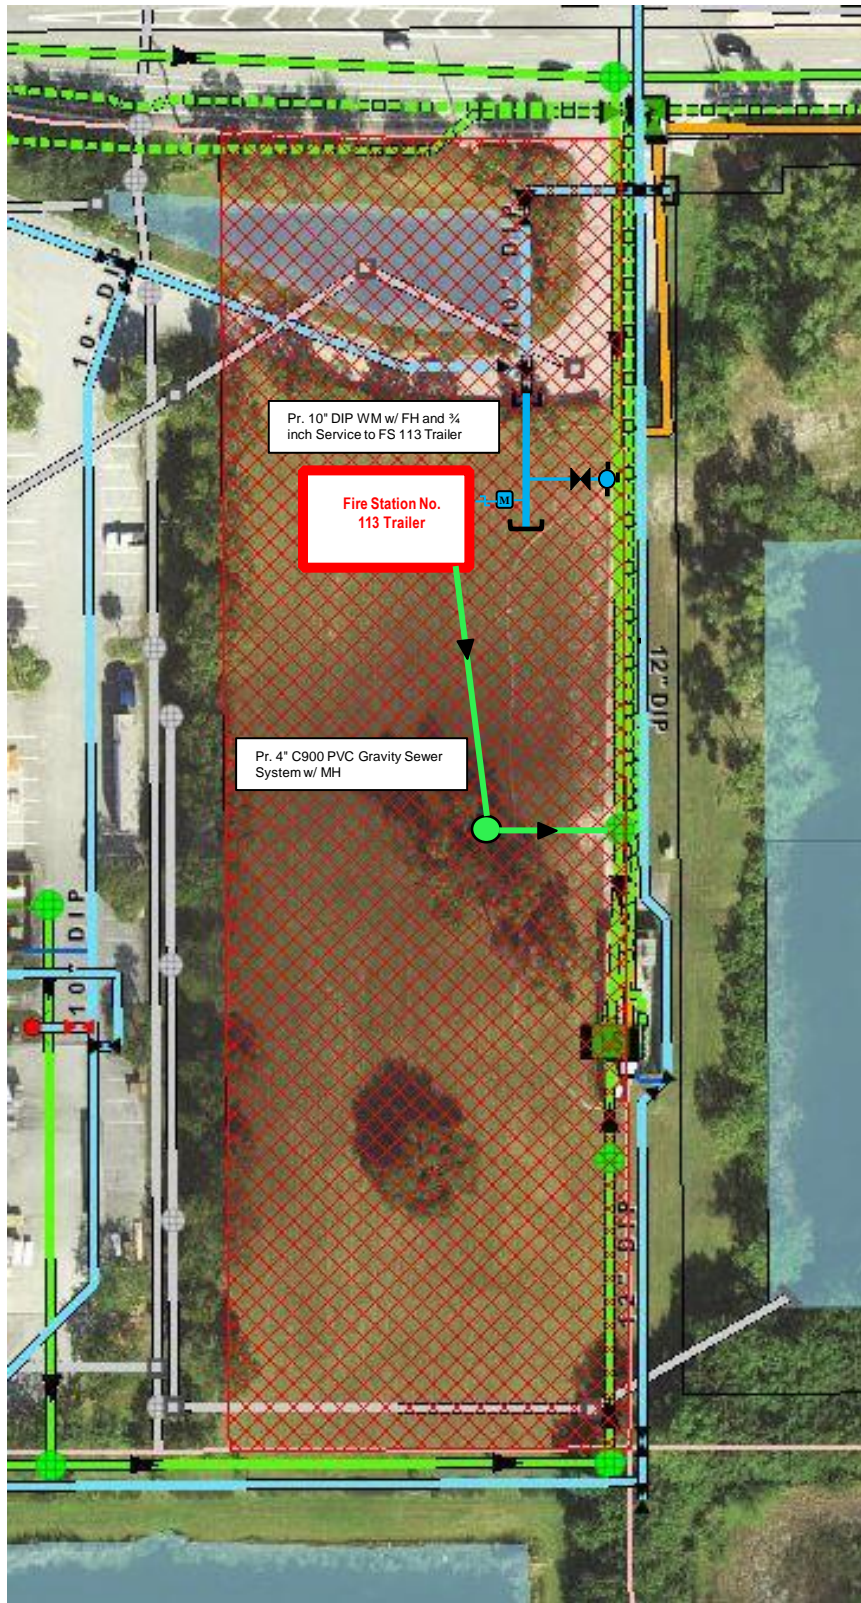 10" DIP
10" DIP
Pr. 10" DIP WM w/ FH and ¾
inch Service to FS 113 Trailer
Fire Station No.
113 Trailer
M
12" DIP
Pr. 4" C900 PVC Gravity Sewer
System w/ MH
10" DIP
12" DIP